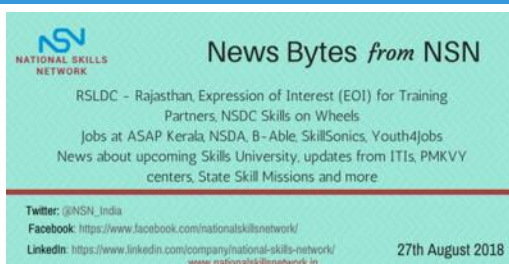 NSN
NATIONAL SKILLS
NETWORK
News Bytes from NSN
RSLDC - Rajasthan, Expression of Interest (EOI) for Training
Partners, NSDC Skills on Wheels
Jobs at ASAP Kerala, NSDA, B-Able, SkillSonics, Youth4Jobs
News about upcoming Skills University, updates from ITIs, PMKVY
centers, State Skill Missions and more
Twitter: @NSN_India
Facebook: https://www.facebook.com/nationalskillsnetwork/
LinkedIn: https://www.linkedin.com/company/national-skills-network/
27th August 2018
www.nationalskillsnetwork.in